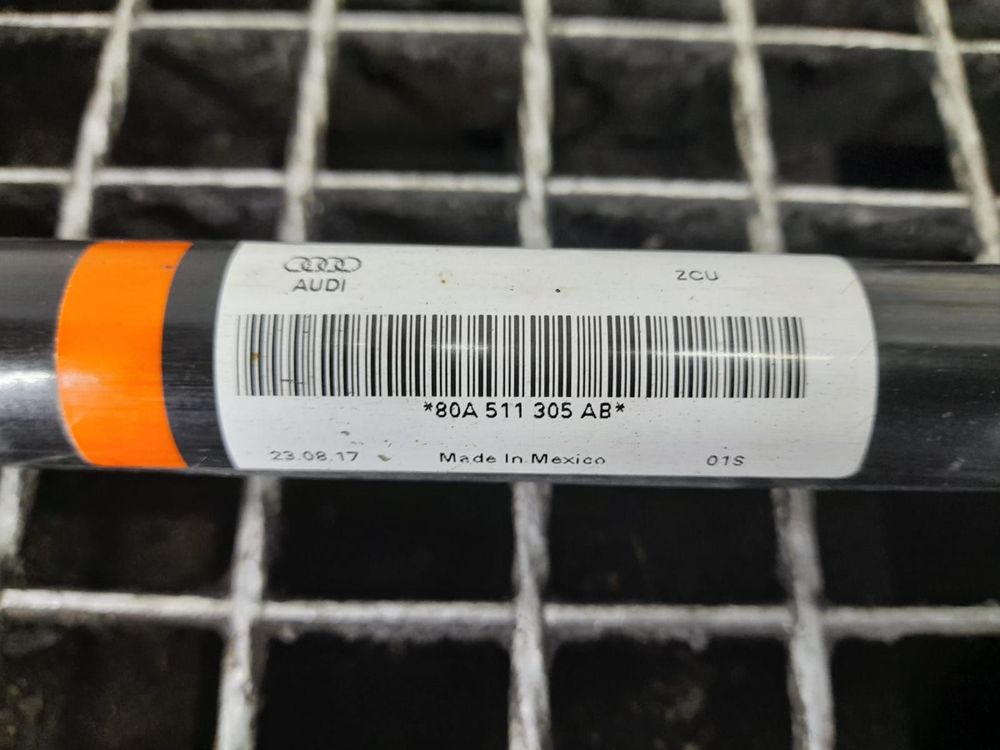 AUDI
ZCU
*80A 511 305 AB*
23.08.17
Made In Mexico
01S